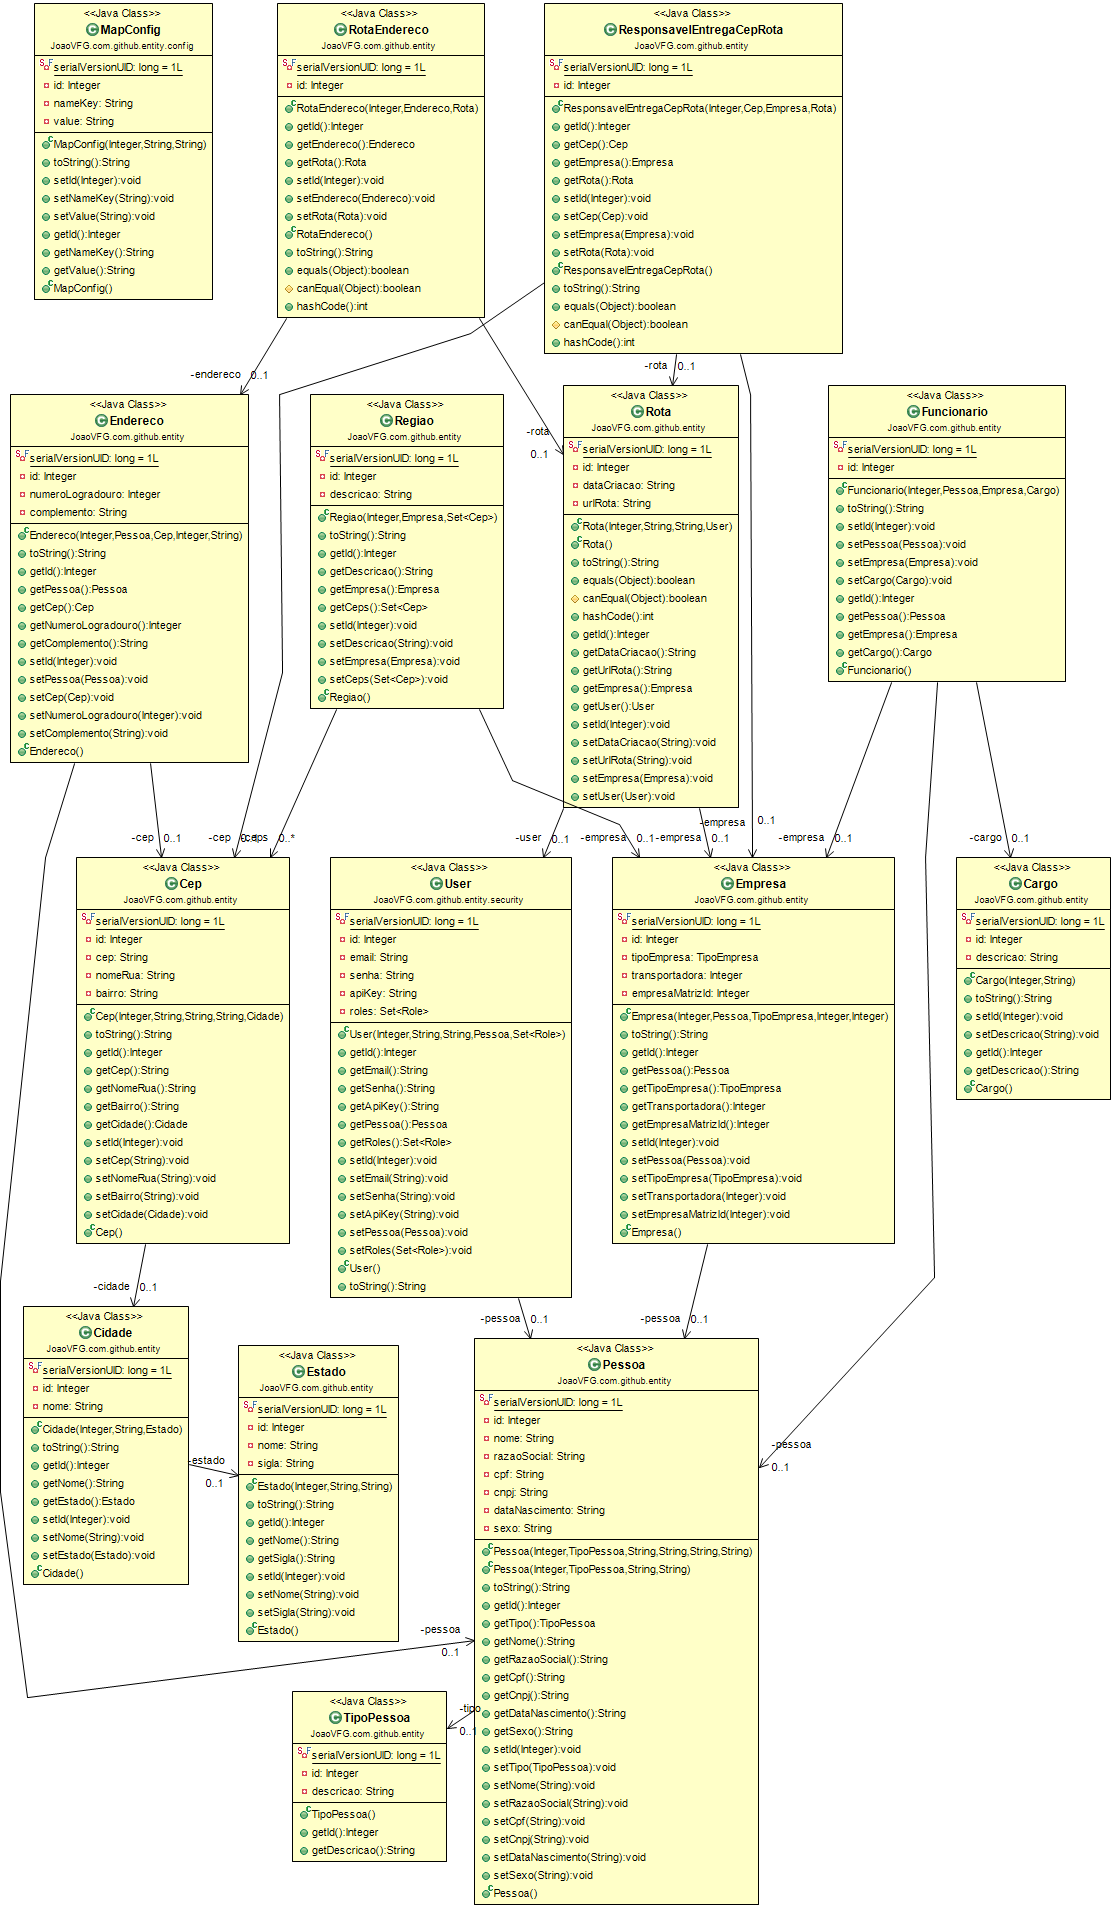 <<Java Class>>
MapConfig
JoaoVFG.com.github.entity.config
serialVersionUID: long = 1L
id: Integer
nameKey: String
value: String
MapConfig(Integer,String,String)
toString():String
setId(Integer):void
setNameKey(String):void
setValue(String):void
getId():Integer
getNameKey():String
getValue():String
MapConfig()
<<Java Class>>
RotaEndereco
JoaoVFG.com.github.entity
serialVersionUID: long = 1L
id: Integer
RotaEndereco(Integer,Endereco,Rota)
getId():Integer
getEndereco():Endereco
getRota():Rota
setId(Integer):void
setEndereco(Endereco):void
setRota(Rota):void
RotaEndereco()
toString():String
equals(Object):boolean
canEqual(Object):boolean
hashCode():int
<<Java Class>>
ResponsavelEntregaCepRota
JoaoVFG.com.github.entity
serialVersionUID: long = 1L
id: Integer
ResponsavelEntregaCepRota(Integer,Cep,Empresa,Rota)
getId():Integer
getCep():Cep
getEmpresa():Empresa
getRota():Rota
setId(Integer):void
setCep(Cep):void
setEmpresa(Empresa):void
setRota(Rota):void
ResponsavelEntregaCepRota()
toString():String
equals(Object):boolean
canEqual(Object):boolean
hashCode():int
-endereco 0..1
-rota 0..1
-rota
0..1
<<Java Class>>
Endereco
JoaoVFG.com.github.entity
serialVersionUID: long = 1L
id: Integer
numeroLogradouro: Integer
complemento: String
Endereco(Integer,Pessoa,Cep,Integer,String)
toString():String
getId():Integer
getPessoa():Pessoa
getCep():Cep
getNumeroLogradouro():Integer
getComplemento():String
setId(Integer):void
setPessoa(Pessoa):void
setCep(Cep):void
setNumeroLogradouro(Integer):void
setComplemento(String):void
Endereco()
<<Java Class>>
Regiao
JoaoVFG.com.github.entity
serialVersionUID: long = 1L
id: Integer
descricao: String
Regiao(Integer,Empresa,Set<Cep>)
toString():String
getId():Integer
getDescricao():String
getEmpresa():Empresa
getCeps():Set<Cep>
setId(Integer):void
setDescricao(String):void
setEmpresa(Empresa):void
setCeps(Set<Cep>):void
Regiao()
<<Java Class>>
Rota
JoaoVFG.com.github.entity
serialVersionUID: long = 1L
id: Integer
dataCriacao: String
urlRota: String
Rota(Integer,String,String,User)
Rota()
toString():String
equals(Object):boolean
canEqual(Object):boolean
hashCode():int
getId():Integer
getDataCriacao():String
getUrlRota():String
getEmpresa():Empresa
getUser():User
setId(Integer):void
setDataCriacao(String):void
setUrlRota(String):void
setEmpresa(Empresa):void
setUser(User):void
<<Java Class>>
Funcionario
JoaoVFG.com.github.entity
serialVersionUID: long = 1L
id: Integer
Funcionario(Integer,Pessoa,Empresa,Cargo)
toString():String
setId(Integer):void
setPessoa(Pessoa):void
setEmpresa(Empresa):void
setCargo(Cargo):void
getId():Integer
getPessoa():Pessoa
getEmpresa():Empresa
getCargo():Cargo
Funcionario()
-empresa 0..1
-cep 0..1
-cep
-ceps 0..*
-user 0..1
-empresa 0..1
-empresa 0..1
-empresa 0..1
-cargo 0..1
<<Java Class>>
Cep
JoaoVFG.com.github.entity
serialVersionUID: long = 1L
id: Integer
cep: String
nomeRua: String
bairro: String
Cep(Integer,String,String,String,Cidade)
toString():String
getId():Integer
getCep():String
getNomeRua():String
getBairro():String
getCidade():Cidade
setId(Integer):void
setCep(String):void
setNomeRua(String):void
setBairro(String):void
setCidade(Cidade):void
Cep()
<<Java Class>>
User
JoaoVFG.com.github.entity.security
serialVersionUID: long = 1L
id: Integer
email: String
senha: String
apiKey: String
roles: Set<Role>
User(Integer,String,String,Pessoa,Set<Role>)
getId():Integer
getEmail():String
getSenha():String
getApiKey():String
getPessoa():Pessoa
getRoles():Set<Role>
setId(Integer):void
setEmail(String):void
setSenha(String):void
setApiKey(String):void
setPessoa(Pessoa):void
setRoles(Set<Role>):void
User()
toString():String
<<Java Class>>
Empresa
JoaoVFG.com.github.entity
serialVersionUID: long = 1L
id: Integer
tipoEmpresa: TipoEmpresa
transportadora: Integer
empresaMatrizId: Integer
Empresa(Integer,Pessoa,TipoEmpresa,Integer,Integer)
toString():String
getId():Integer
getPessoa():Pessoa
getTipoEmpresa():TipoEmpresa
getTransportadora():Integer
getEmpresaMatrizId():Integer
setId(Integer):void
setPessoa(Pessoa):void
setTipoEmpresa(TipoEmpresa):void
setTransportadora(Integer):void
setEmpresaMatrizId(Integer):void
Empresa()
<<Java Class>>
Cargo
JoaoVFG.com.github.entity
serialVersionUID: long = 1L
id: Integer
descricao: String
Cargo(Integer,String)
toString():String
setId(Integer):void
setDescricao(String):void
getId():Integer
getDescricao():String
Cargo()
-cidade 0..1
-pessoa 0..1
-pessoa 0..1
<<Java Class>>
Cidade
JoaoVFG.com.github.entity
serialVersionUID: long = 1L
id: Integer
nome: String
Cidade(Integer,String,Estado)
toString():String
getId():Integer
getNome():String
getEstado():Estado
setId(Integer):void
setNome(String):void
setEstado(Estado):void
Cidade()
-estado
0..1
<<Java Class>>
Estado
JoaoVFG.com.github.entity
serialVersionUID: long = 1L
id: Integer
nome: String
sigla: String
Estado(Integer,String,String)
toString():String
getId():Integer
getNome():String
getSigla():String
setId(Integer):void
setNome(String):void
setSigla(String):void
Estado()
<<Java Class>>
Pessoa
JoaoVFG.com.github.entity
serialVersionUID: long = 1L
id: Integer
nome: String
razaoSocial: String
cpf: String
cnpj: String
dataNascimento: String
sexo: String
Pessoa(Integer,TipoPessoa,String,String,String,String)
Pessoa(Integer,TipoPessoa,String,String)
toString():String
getId():Integer
getTipo():TipoPessoa
getNome():String
getRazaoSocial():String
getCpf():String
getCnpj():String
getDataNascimento():String
getSexo():String
setId(Integer):void
setTipo(TipoPessoa):void
setNome(String):void
setRazaoSocial(String):void
setCpf(String):void
setCnpj(String):void
setDataNascimento(String):void
setSexo(String):void
Pessoa()
-pessoa
0..1
-pessoa
0..1
-tipo
0..1
<<Java Class>>
TipoPessoa
JoaoVFG.com.github.entity
serialVersionUID: long = 1L
id: Integer
descricao: String
TipoPessoa()
getId():Integer
getDescricao():String